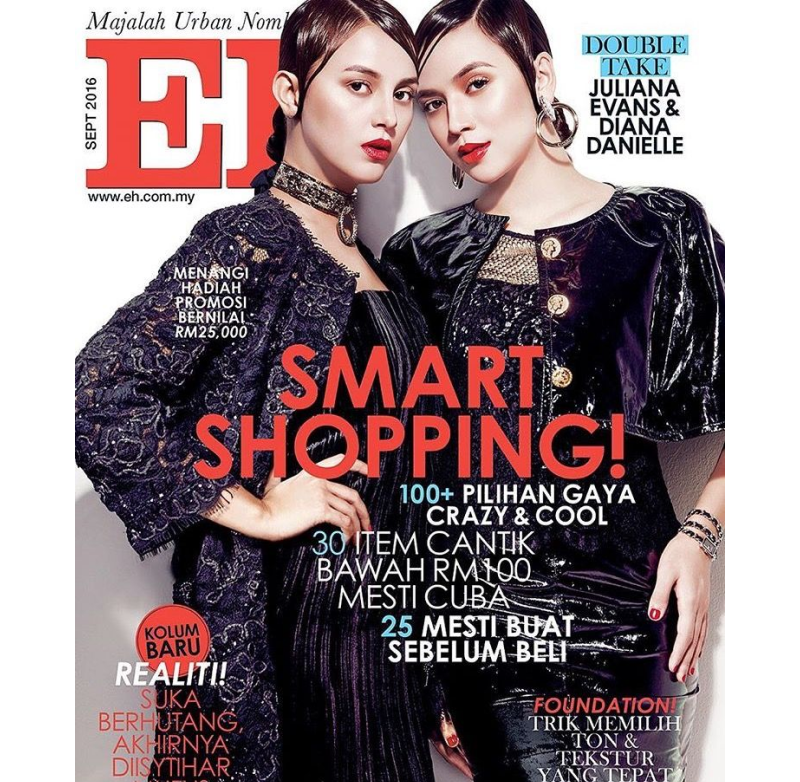 Majalah Urban
EH
SEPT 2016
www.eh.com.my
DOUBLE
TAKE
JULIANA
EVANS &
DIANA
DANIELLE
MENANGI
HADIAH
PROMOSI
BERNILAI
RM25,000
SMART
SHOPPING!
100+ PILIHAN GAYA
CRAZY & COOL
30 ITEM CANTIK
BAWAH RM100
MESTI CUBA
25 MESTI BUAT
SEBELUM BELI
KOLUM
BARU
REALITI!
SUKA
BERHUTANG,
AKHIRNYA
DIISYTIHAR
FOUNDATION!
TRIK MEMILIH
TON &
TEKSTUR
YANG TEPAT!